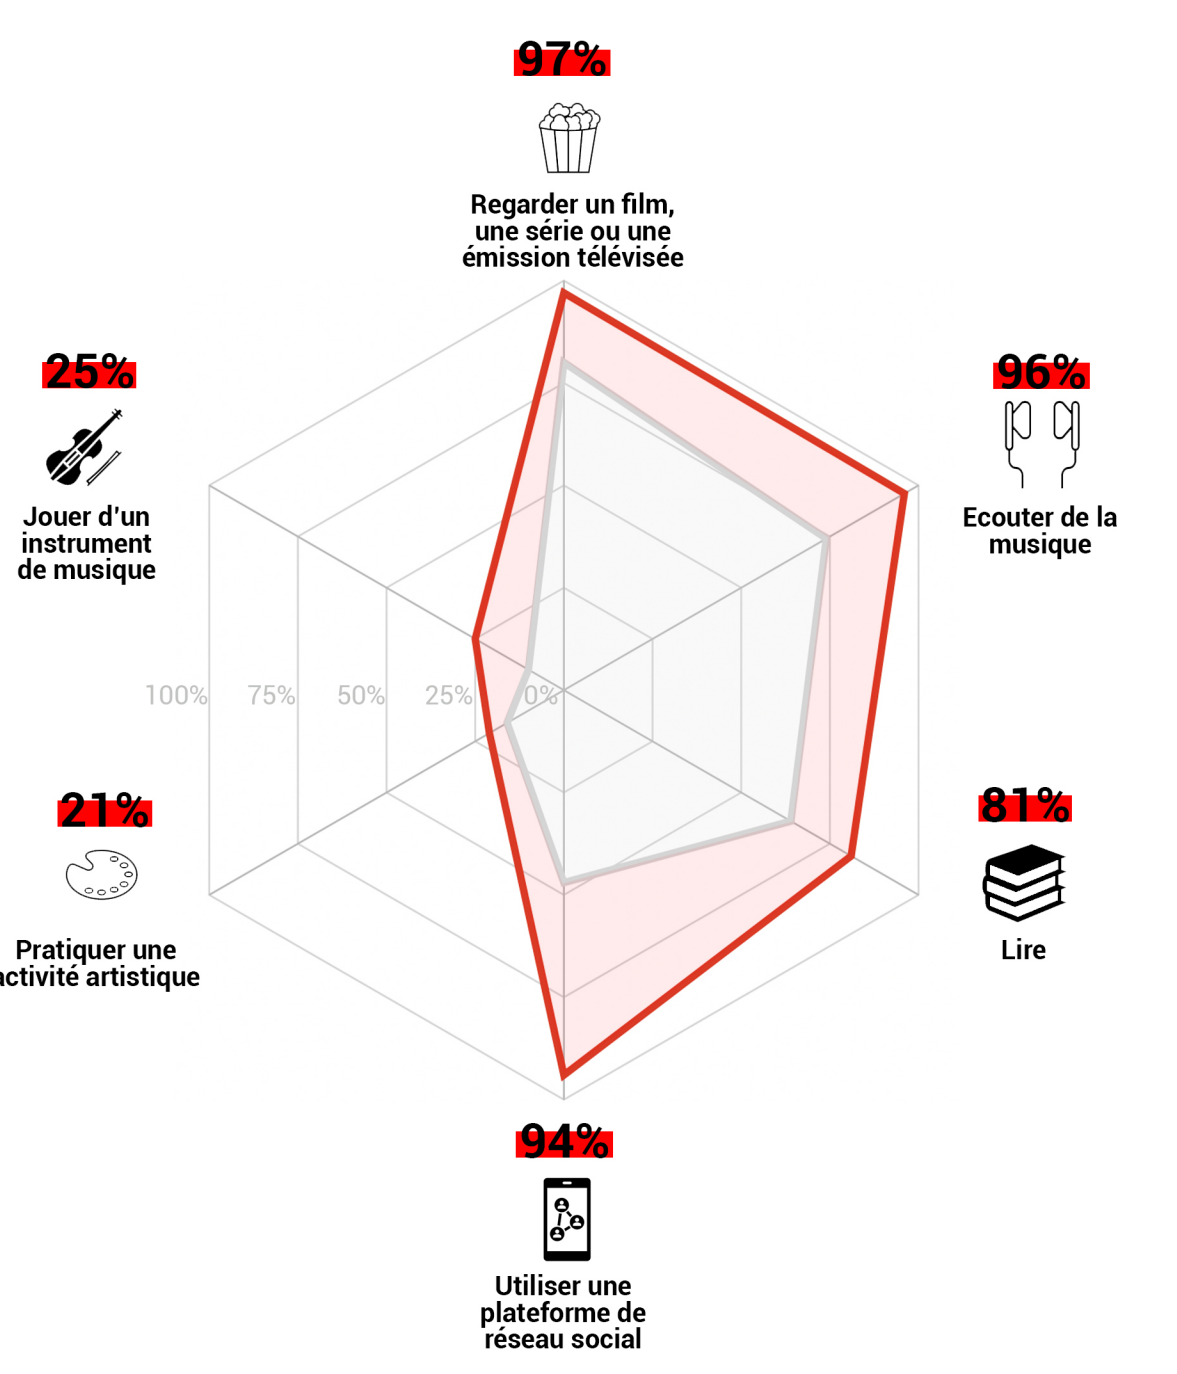 97%
Regarder un film,
une série ou une
émission télévisée
25%
Jouer d'un
instrument
de musique
96%
Ecouter de la
musique
100%
75%
50%
25%
0%
21%
Pratiquer une
activité artistique
81%
Lire
94%
Utiliser une
plateforme de
réseau social